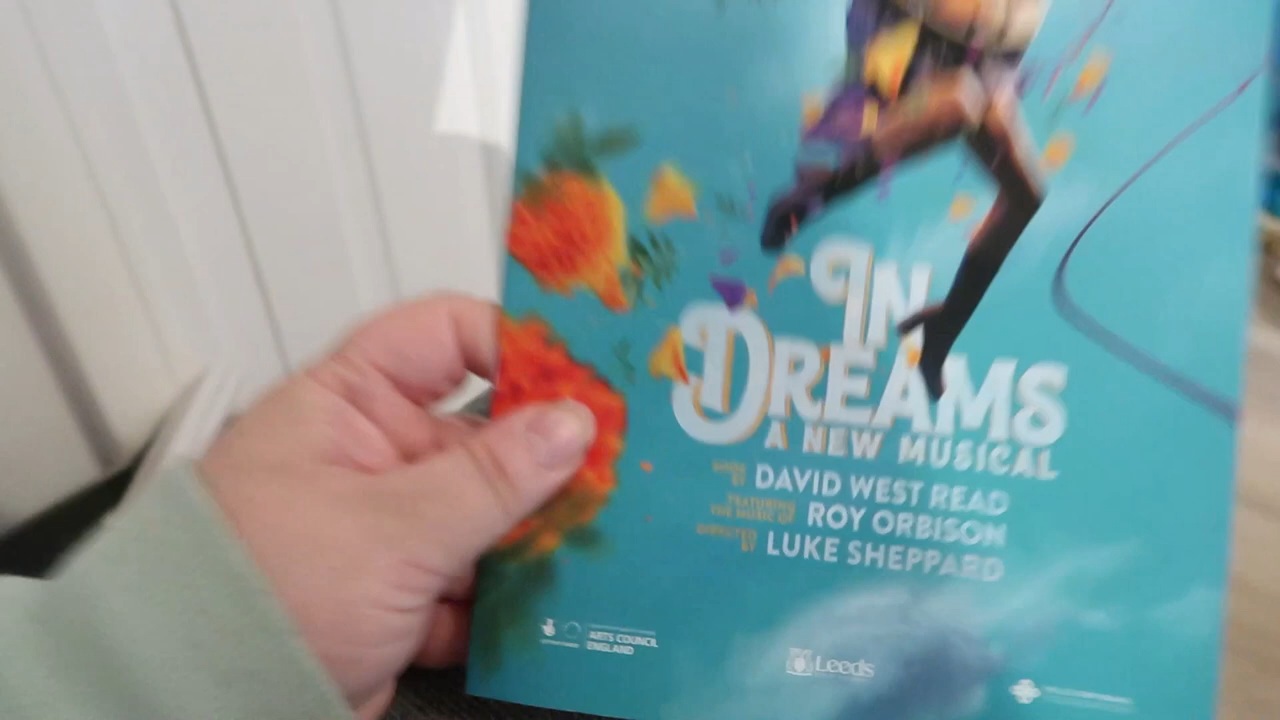 IN
DREAMS
A NEW MUSICAL
BOOK
BY
DAVID WEST READ
FEATURING
THE MUSIC OF
ROY ORBISON
DIRECTED
BY
LUKE SHEPPARD
ARTS COUNCIL
ENGLAND
Leeds